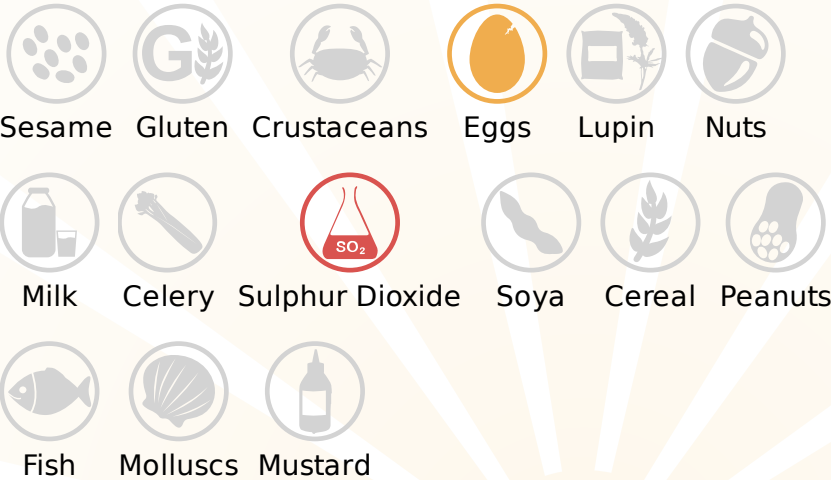 G
Sesame Gluten Crustaceans Eggs Lupin Nuts
SO₂
Milk Celery Sulphur Dioxide Soya Cereal Peanuts
Fish Molluscs Mustard